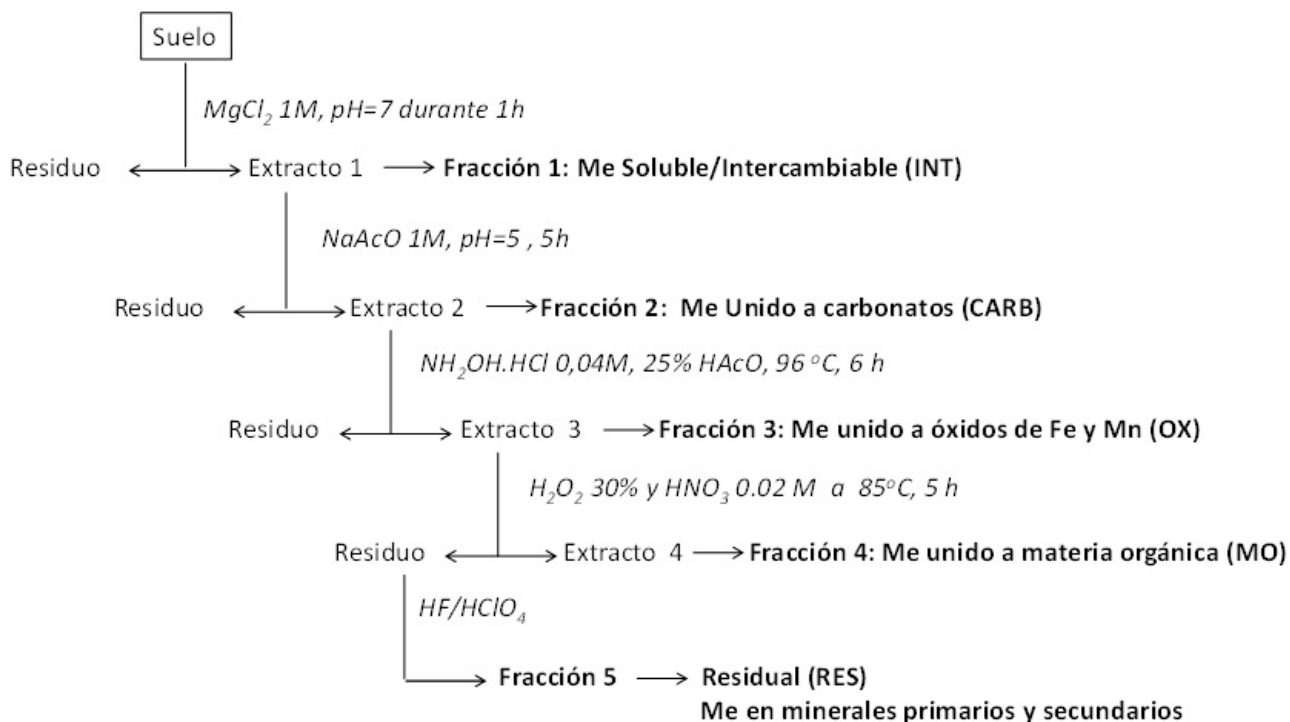 Suelo
MgCl₂ 1M, pH=7 durante 1h
Residuo Extracto 1 Fracción 1: Me Soluble/Intercambiable (INT)
NaAcO 1M, pH=5 , 5h
Residuo Extracto 2 Fracción 2: Me Unido a carbonatos (CARB)
NH₂OH.HCl 0,04M, 25% HAcO, 96 °C, 6 h
Residuo Extracto 3 Fracción 3: Me unido a óxidos de Fe y Mn (OX)
H₂O₂ 30% y HNO₃ 0.02 M a 85°C, 5 h
Residuo Extracto 4 Fracción 4: Me unido a materia orgánica (MO)
HF/HClO₄
Fracción 5 Residual (RES)
Me en minerales primarios y secundarios